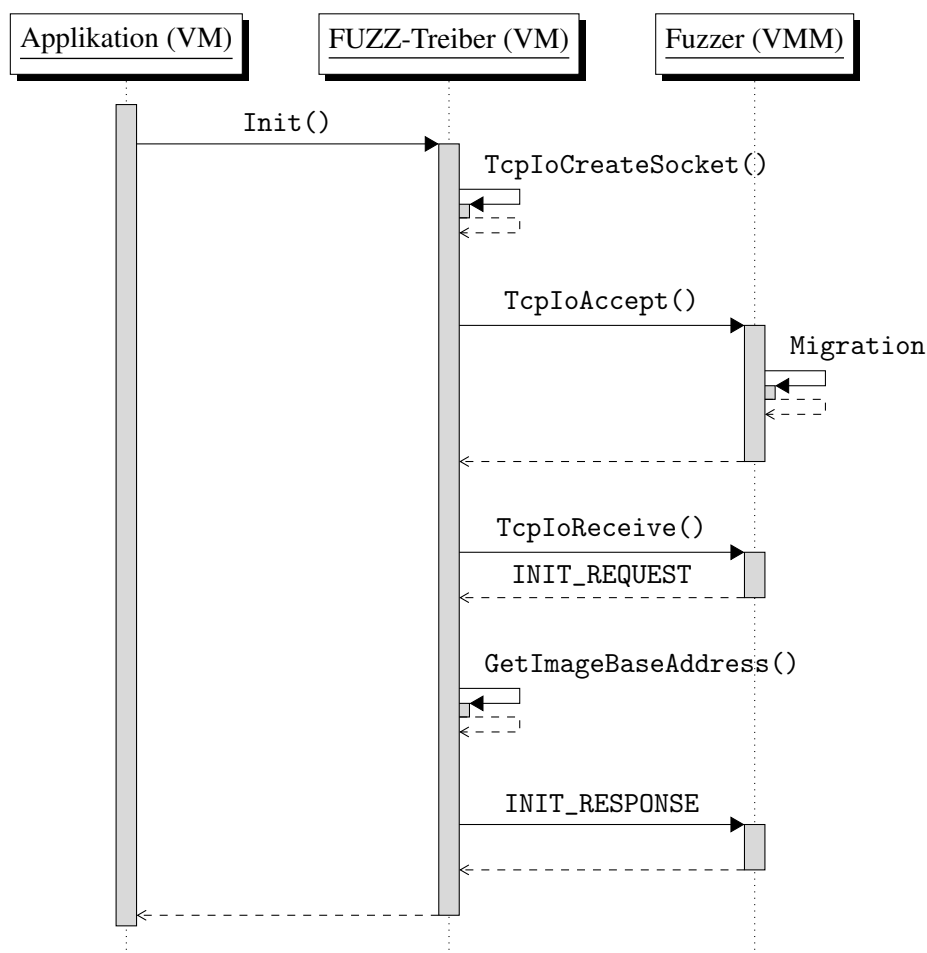 Applikation (VM)
FUZZ-Treiber (VM)
Fuzzer (VMM)
Init()
TcpIoCreateSocket()
TcpIoAccept()
Migration
TcpIoReceive()
INIT_REQUEST
GetImageBaseAddress()
INIT_RESPONSE